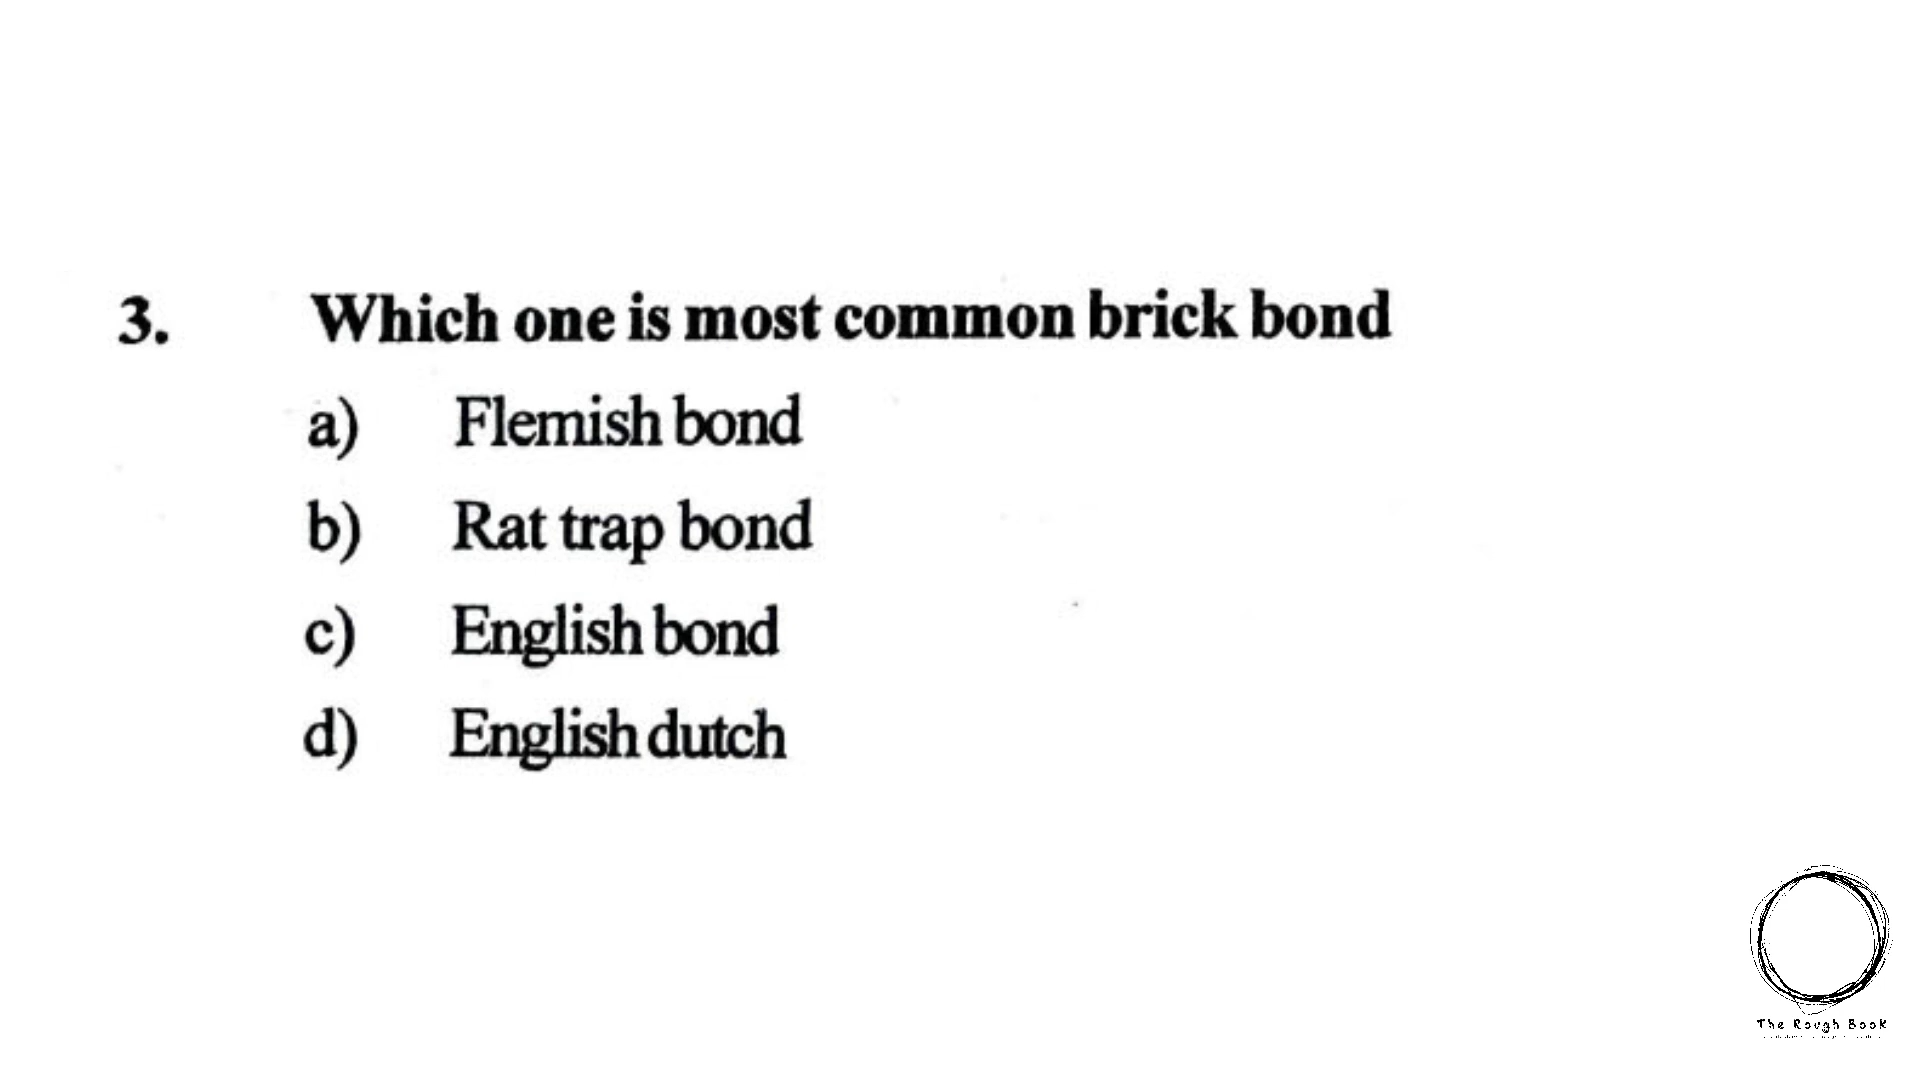 3. Which one is most common brick bond
a) Flemish bond
b) Rat trap bond
c) English bond
d) English dutch
The Rough Book